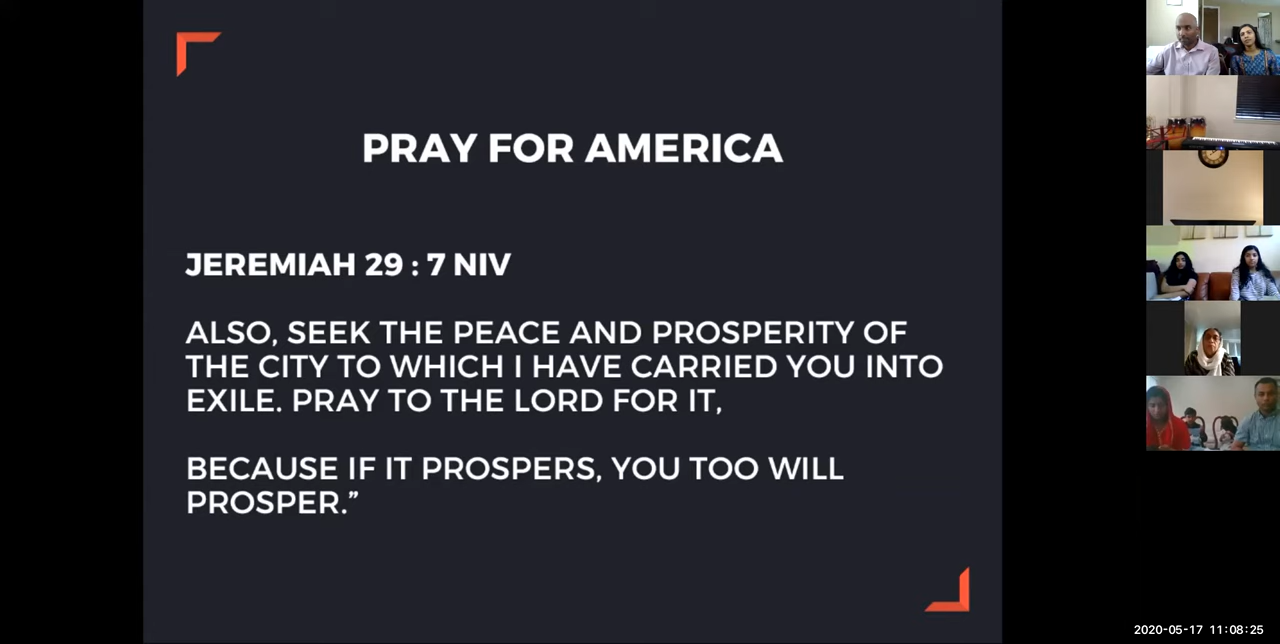 PRAY FOR AMERICA
JEREMIAH 29 : 7 NIV
ALSO, SEEK THE PEACE AND PROSPERITY OF
THE CITY TO WHICH I HAVE CARRIED YOU INTO
EXILE. PRAY TO THE LORD FOR IT,
BECAUSE IF IT PROSPERS, YOU TOO WILL
PROSPER.”
2020-05-17 11:08:25